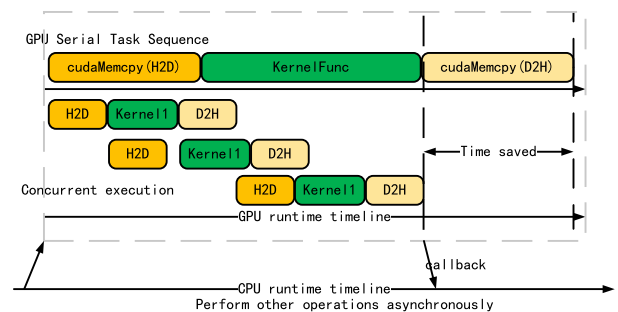 GPU Serial Task Sequence
cudaMemcpy(H2D) KernelFunc cudaMemcpy(D2H)
H2D Kernel1 D2H
H2D Kernel1 D2H
Time saved
Concurrent execution
H2D Kernel1 D2H
GPU runtime timeline
callback
CPU runtime timeline
Perform other operations asynchronously